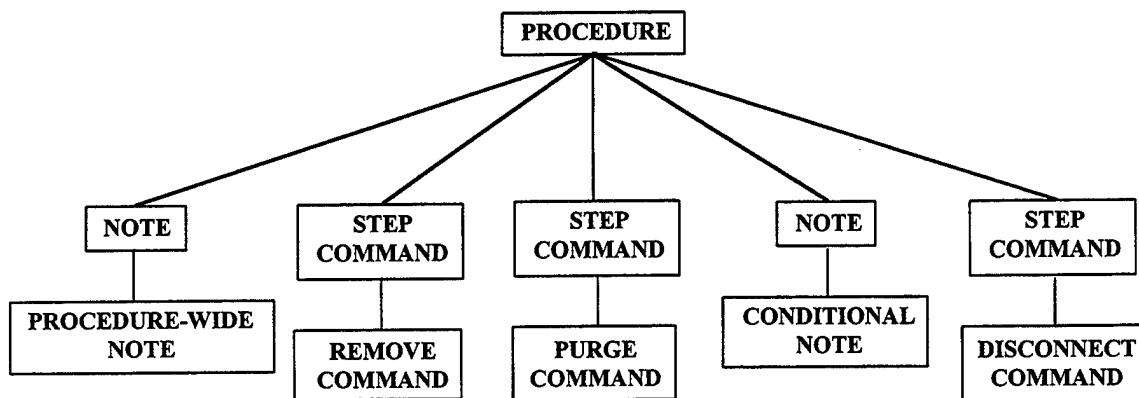 PROCEDURE
NOTE
STEP
COMMAND
STEP
COMMAND
NOTE
STEP
COMMAND
PROCEDURE-WIDE
NOTE
REMOVE
COMMAND
PURGE
COMMAND
CONDITIONAL
NOTE
DISCONNECT
COMMAND